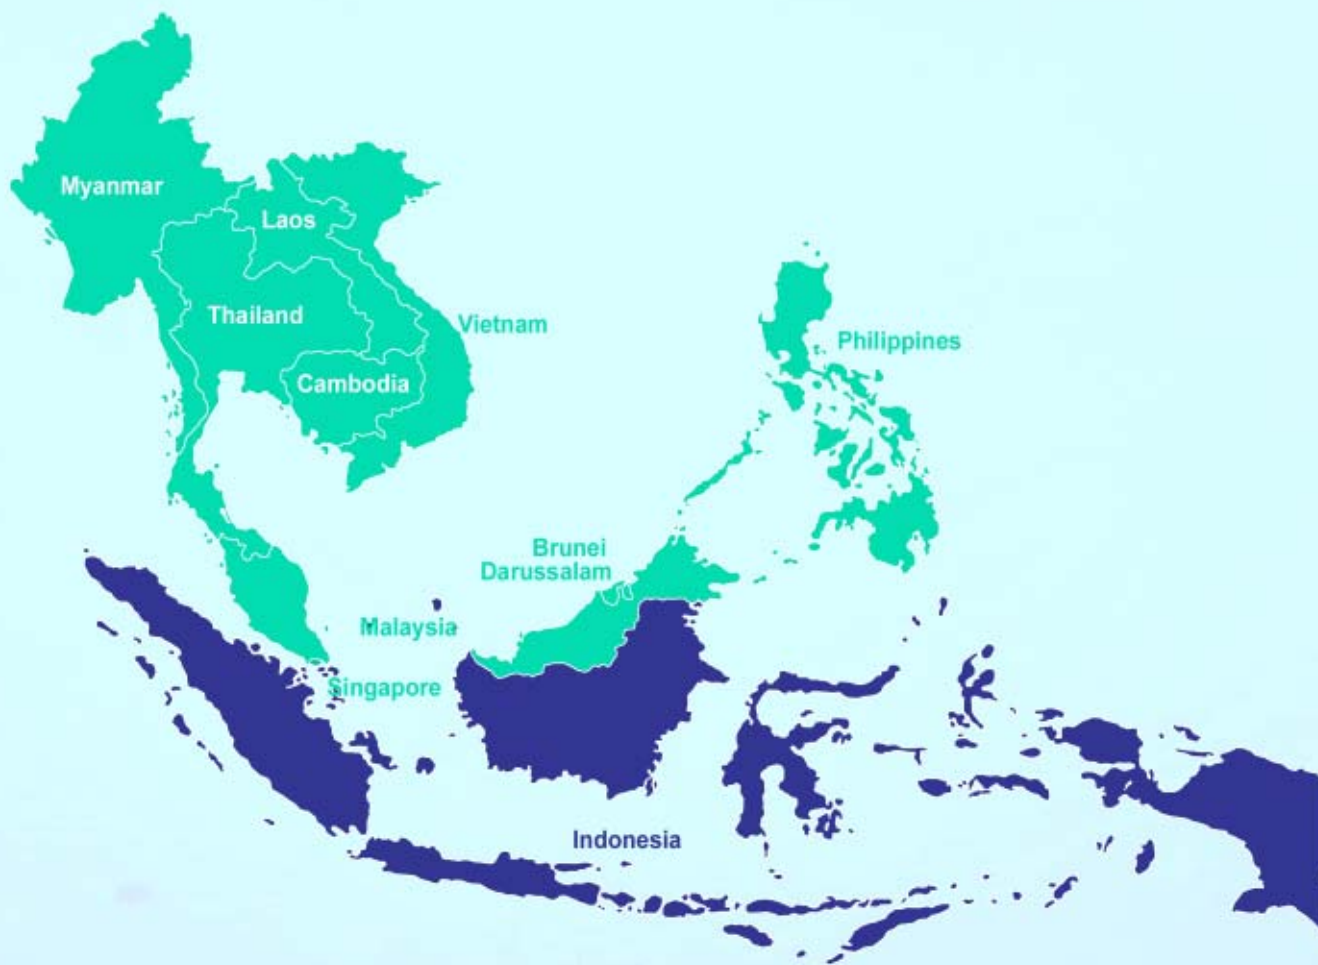 Myanmar
Laos
Thailand
Vietnam
Philippines
Cambodia
Brunei
Darussalam
Malaysia
Singapore
Indonesia